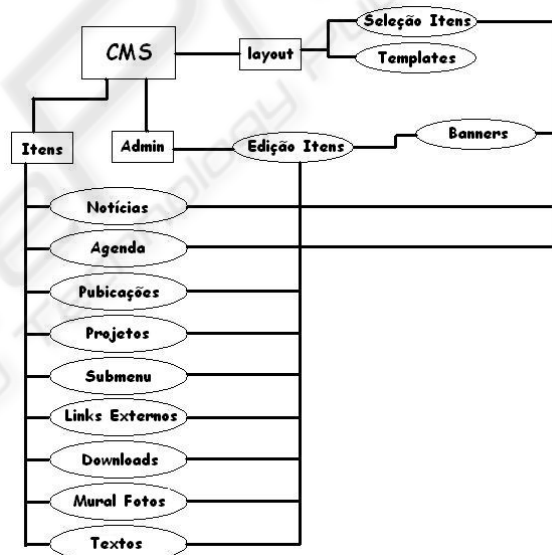 CMS
layout
Seleção Itens
Templates
Itens
Admin
Edição Itens
Banners
Notícias
Agenda
Pubicações
Projetos
Submenu
Links Externos
Downloads
Mural Fotos
Textos